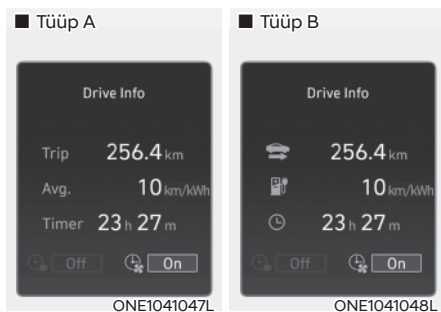 ■ Tüüp A
Drive Info
Trip 256.4 km
Avg. 10 km/kWh
Timer 23 h 27 m
Off On
ONE1041047L
■ Tüüp B
Drive Info
256.4 km
10 km/kWh
23 h 27 m
Off On
ONE1041048L